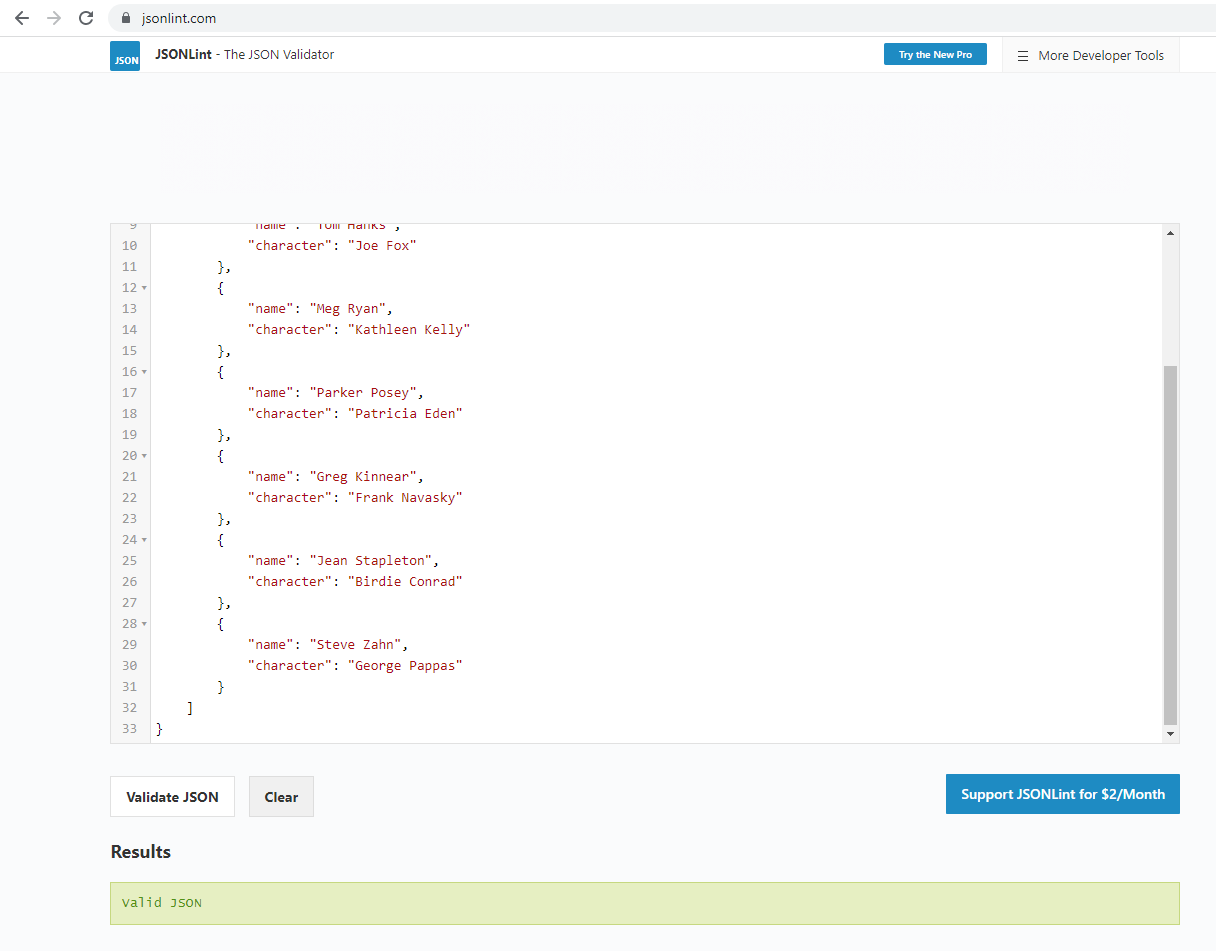 jsonlint.com
JSON JSONLint - The JSON Validator Try the New Pro More Developer Tools
9 "name": "Tom Hanks",
10 "character": "Joe Fox"
11 },
12 {
13 "name": "Meg Ryan",
14 "character": "Kathleen Kelly"
15 },
16 {
17 "name": "Parker Posey",
18 "character": "Patricia Eden"
19 },
20 {
21 "name": "Greg Kinnear",
22 "character": "Frank Navasky"
23 },
24 {
25 "name": "Jean Stapleton",
26 "character": "Birdie Conrad"
27 },
28 {
29 "name": "Steve Zahn",
30 "character": "George Pappas"
31 }
32 ]
33 }
Validate JSON Clear Support JSONLint for $2/Month
Results
Valid JSON